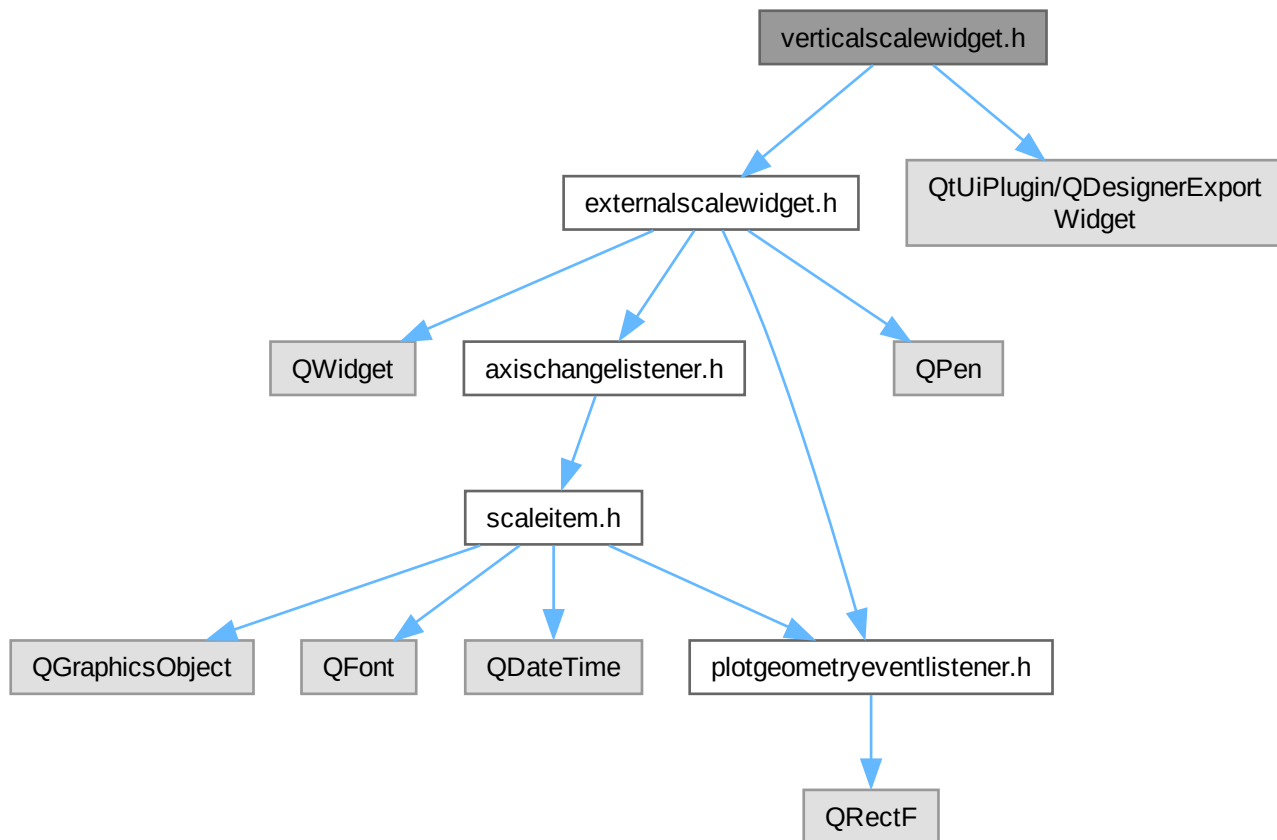 verticalscalewidget.h
externalscalewidget.h
QtUiPlugin/QDesignerExport
Widget
QWidget
axischangelistener.h
QPen
scaleitem.h
QGraphicsObject
QFont
QDateTime
plotgeometryeventlistener.h
QRectF